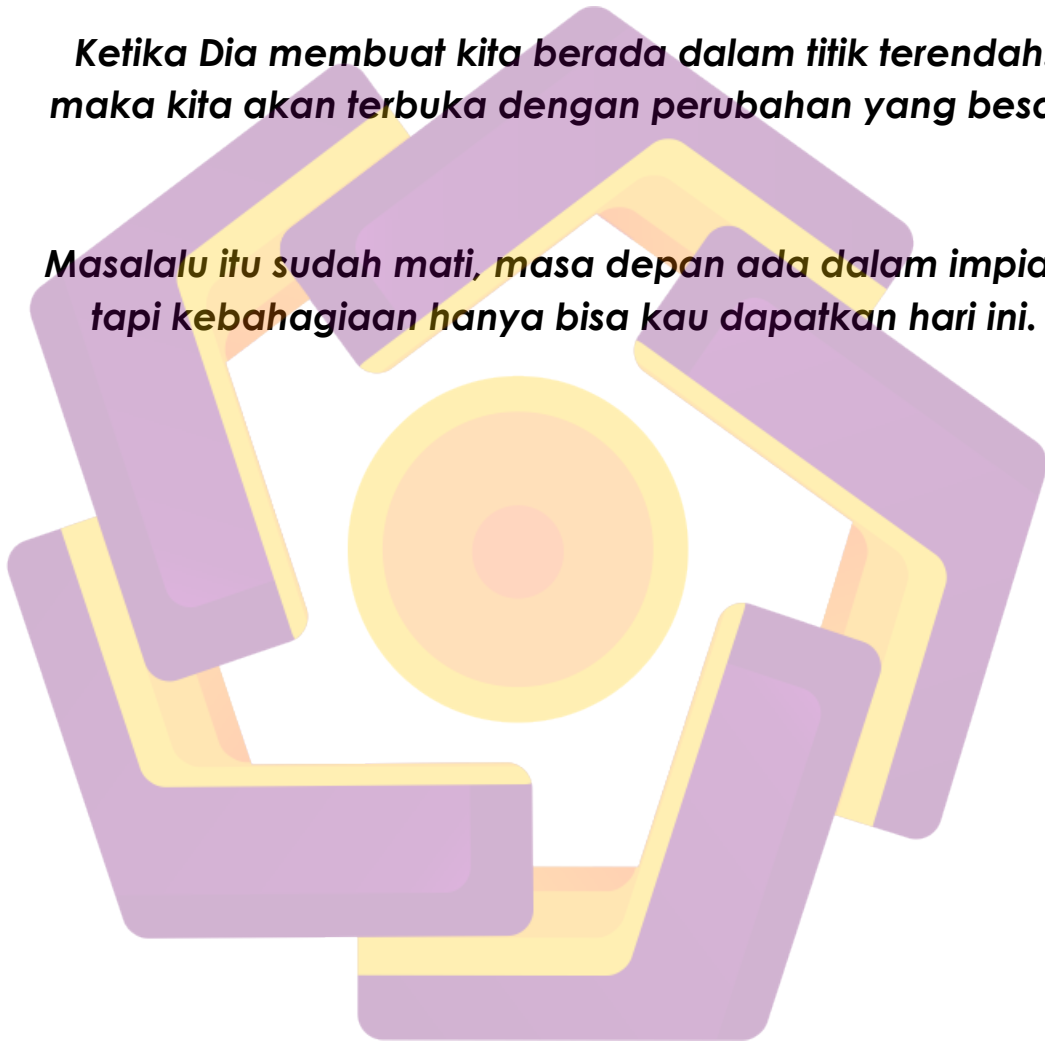 Ketika Dia membuat kita berada dalam titik terendah.
maka kita akan terbuka dengan perubahan yang
Masalalu itu sudah mati, masa depan ada dalam
tapi kebahagiaan hanya bisa kau dapatkan hari ini.